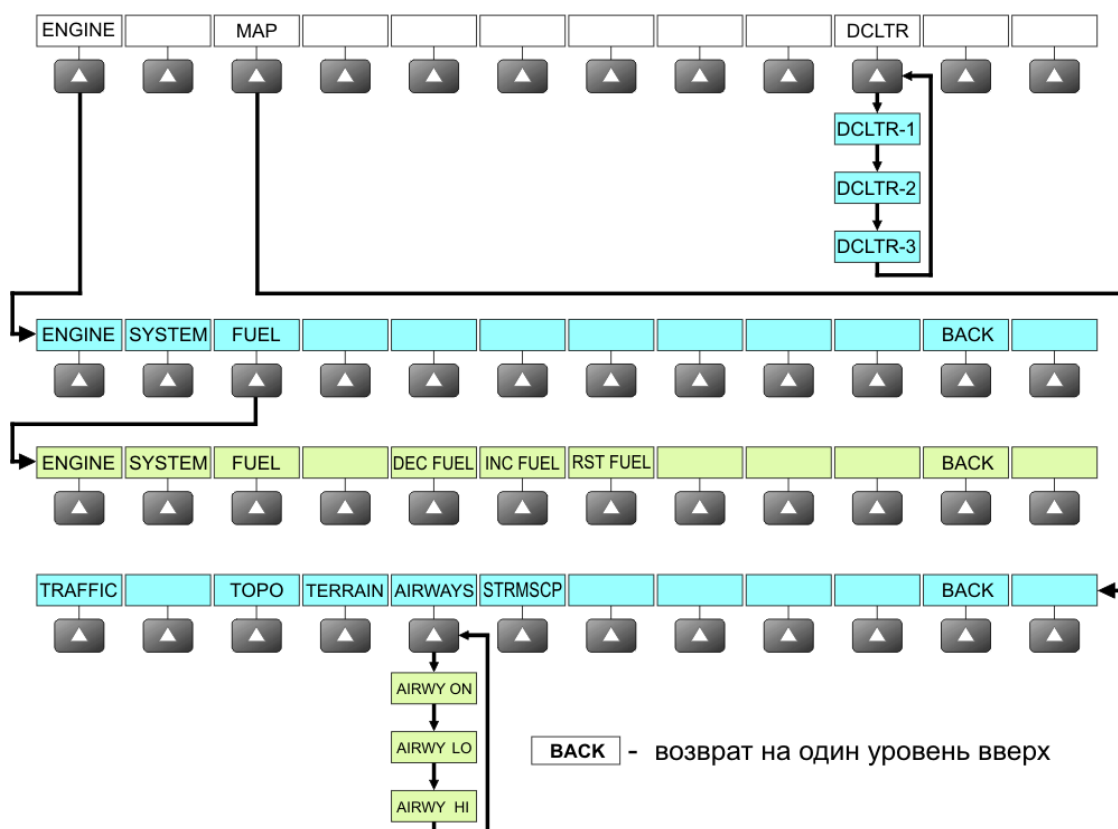 ENGINE MAP DCLTR
DCLTR-1
DCLTR-2
DCLTR-3
ENGINE SYSTEM FUEL BACK
ENGINE SYSTEM FUEL DEC FUEL INC FUEL RST FUEL BACK
TRAFFIC TOPO TERRAIN AIRWAYS STRMSCP BACK
AIRWY ON
AIRWY LO
BACK - возврат на один уровень вверх
AIRWY HI